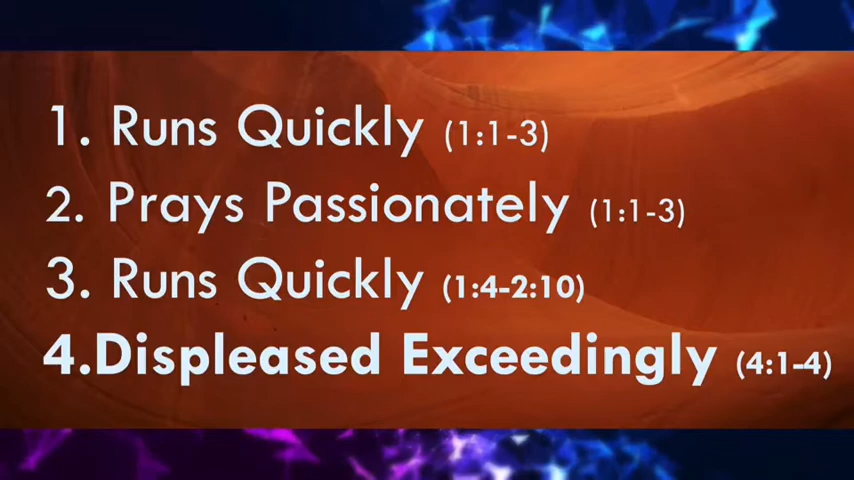 1. Runs Quickly (1:1-3)
2. Prays Passionately (1:1-3)
3. Runs Quickly (1:4-2:10)
4.Displeased Exceedingly (4:1-4)